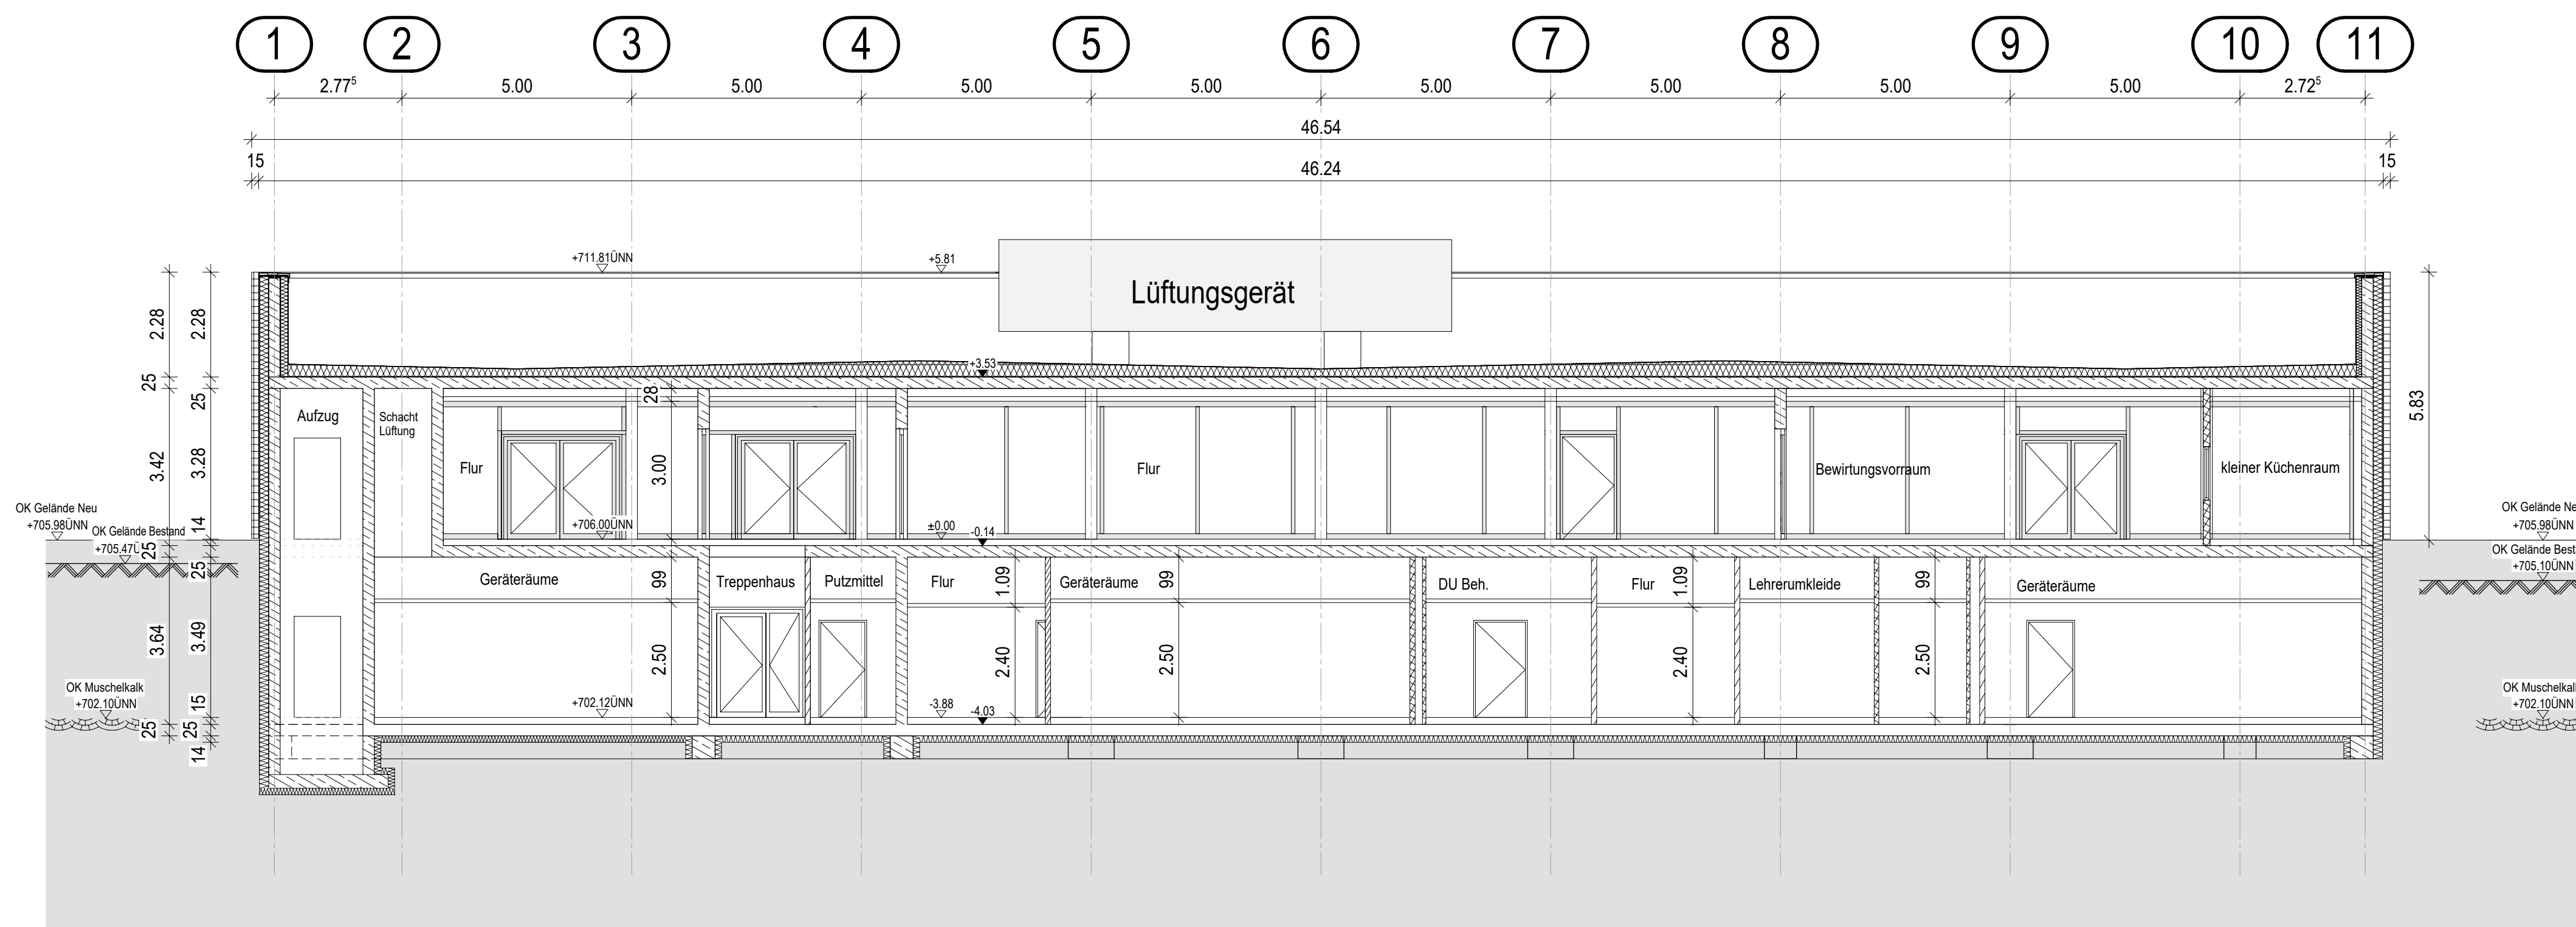 1 2 3 4 5 6 7 8 9 10 11
2.77⁵ 5.00 5.00 5.00 5.00 5.00 5.00 5.00 5.00 2.72⁵
46.54
15 15
46.24
+711.81ÜNN +5.81
Lüftungsgerät
2.28 2.28
+3.53
25 25 28
Aufzug
Schacht
Lüftung
Flur
Flur
Bewirtungsvorraum
kleiner Küchenraum
3.42 3.28 3.00
5.83
OK Gelände Neu
+705.98ÜNN
OK Gelände Bestand
+705.47Ü
14
+706.00ÜNN ±0.00 -0.14
OK Gelände Ne
+705.98ÜNN
OK Gelände Best
+705.10ÜNN
25 25
Geräteräume 99 Treppenhaus Putzmittel Flur 1.09 Geräteräume 99 DU Beh. Flur 1.09 Lehrerumkleide 99 Geräteräume
3.64 3.49 2.50 2.40 2.50 2.40 2.50
OK Muschelkalk
+702.10ÜNN
15
+702.12ÜNN -3.88 -4.03
OK Muschelkal
+702.10ÜNN
25 25
14